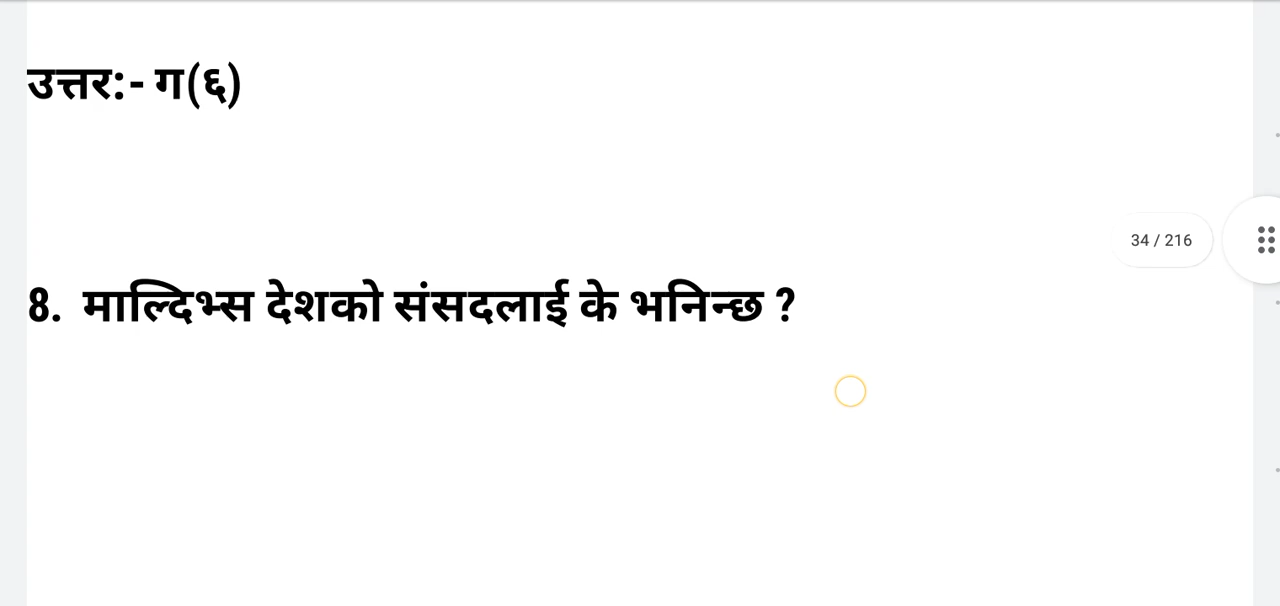 उत्तर:- ग(६)
34 / 216
8. माल्दिभ्स देशको संसदलाई के भनिन्छ ?